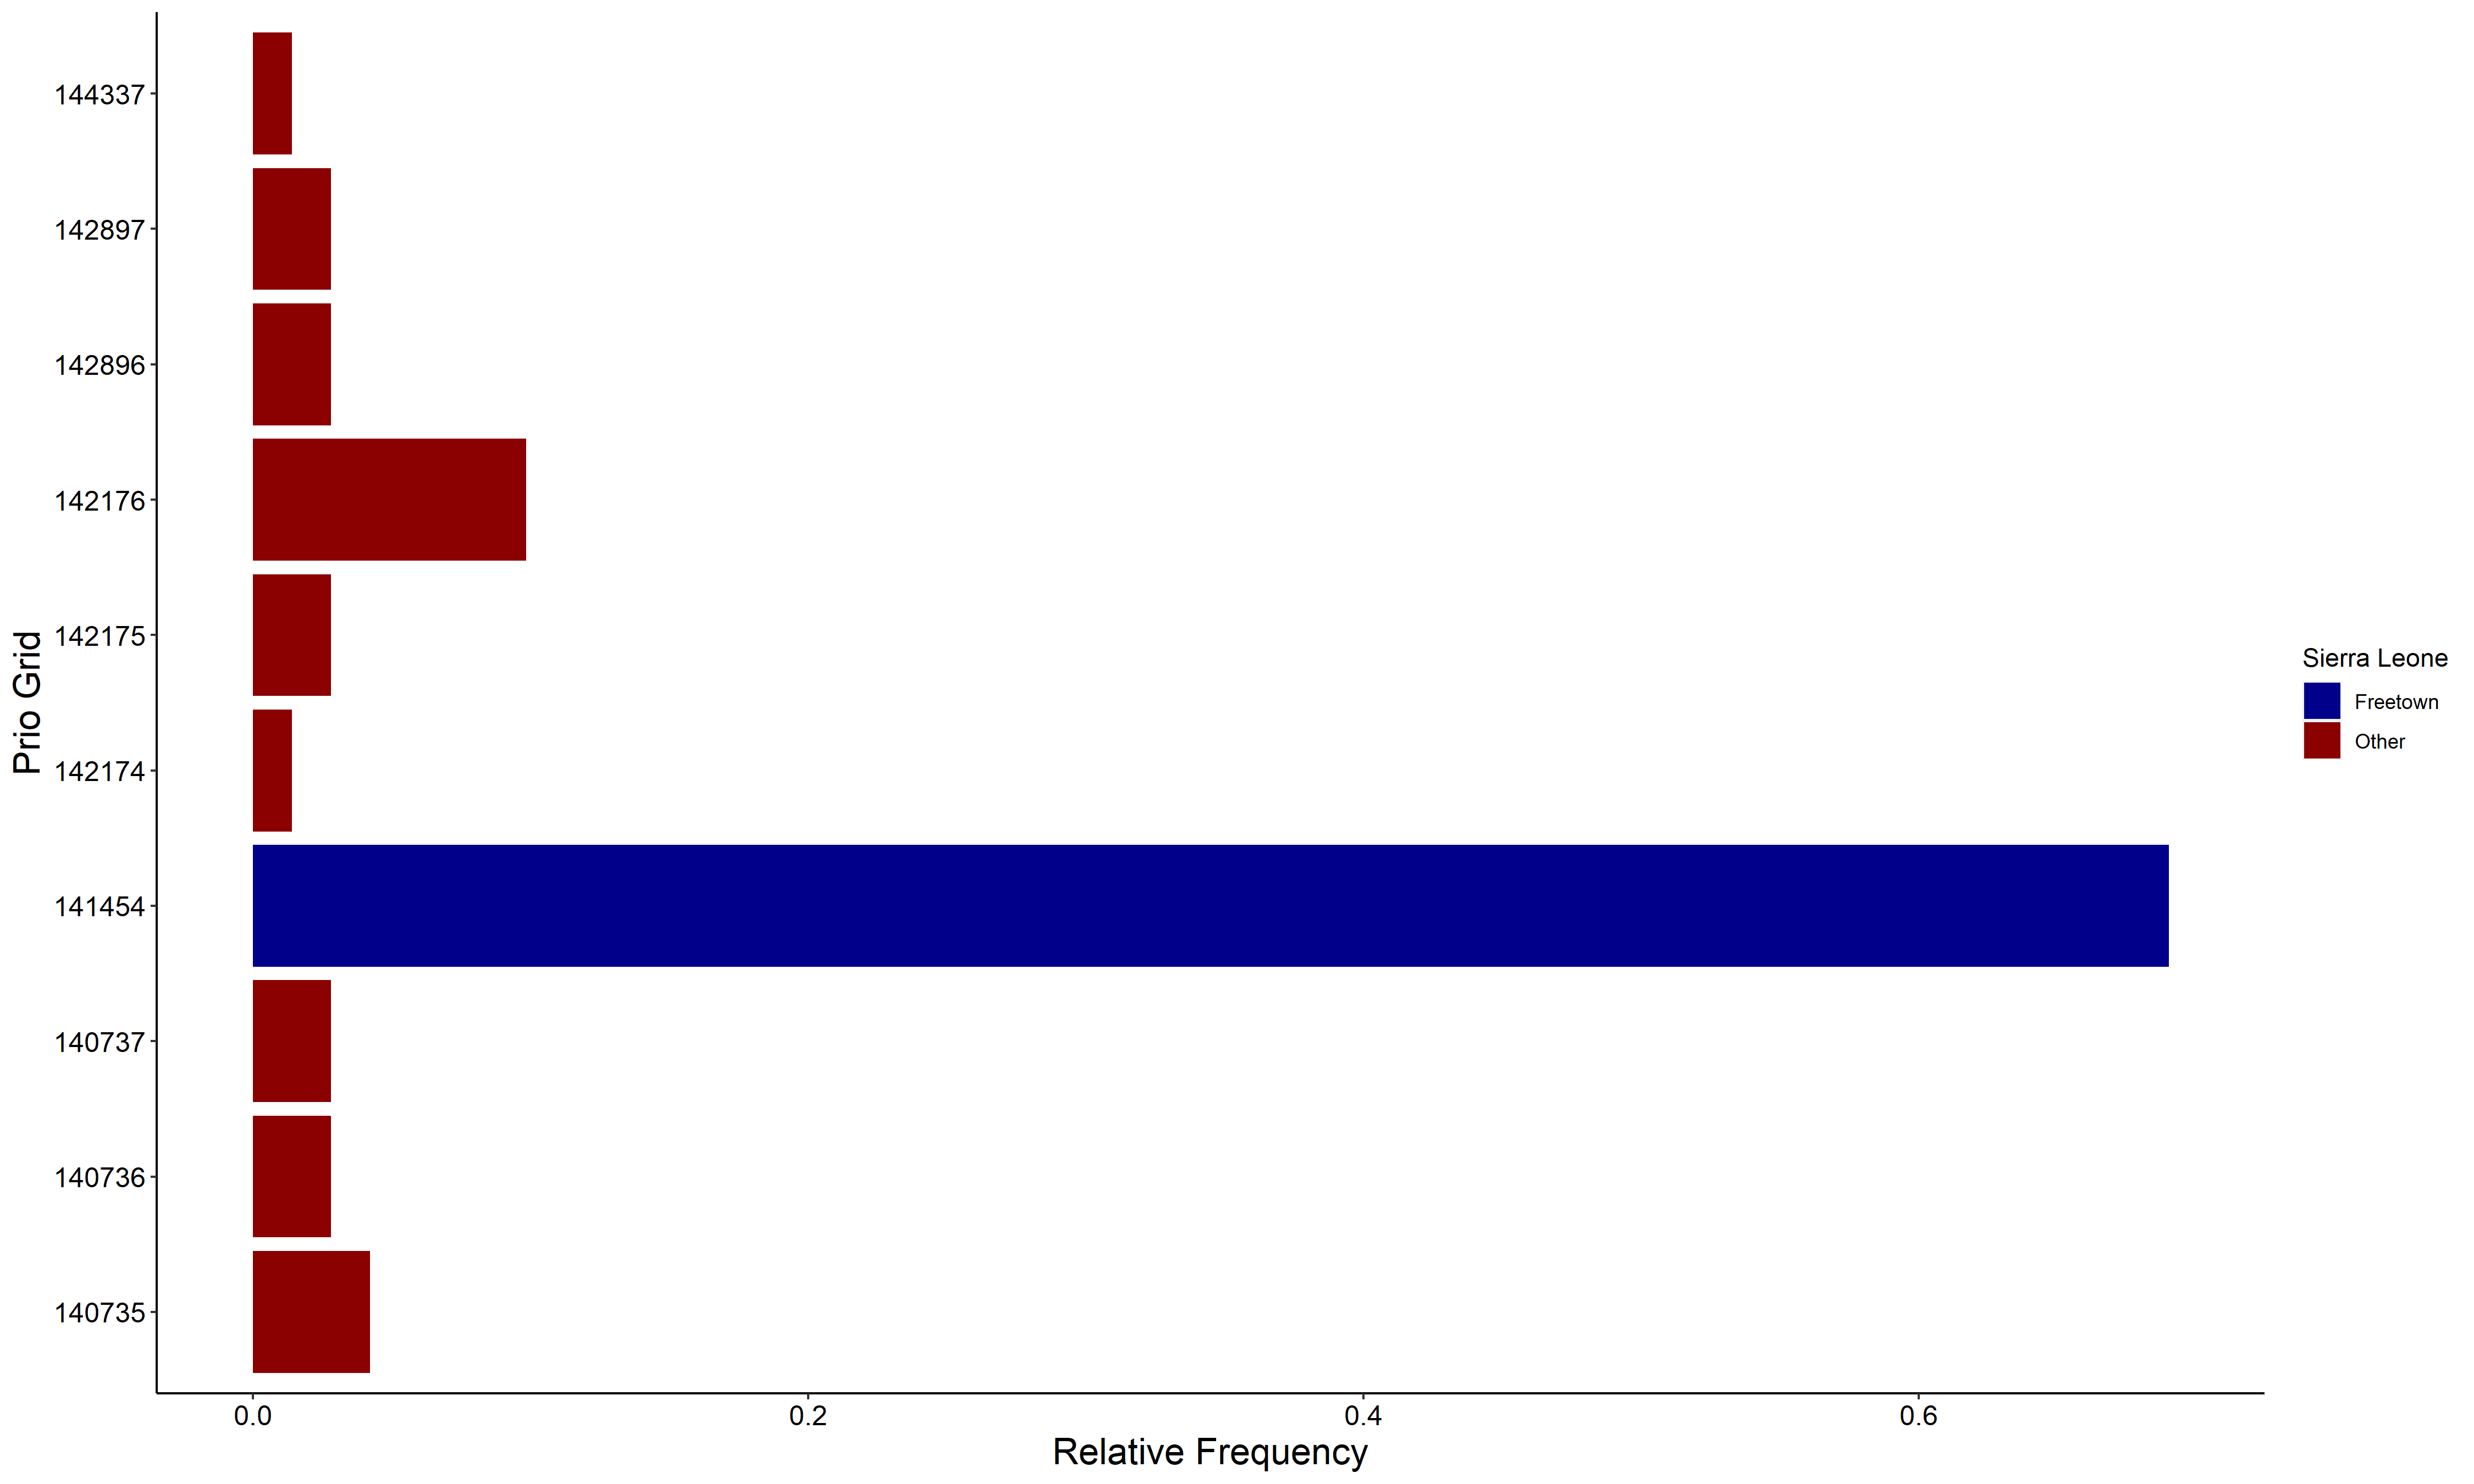 Prio Grid
144337
142897
142896
142176
142175
142174
141454
140737
140736
140735
0.0
0.2
0.4
0.6
Relative Frequency
Sierra Leone
Freetown
Other